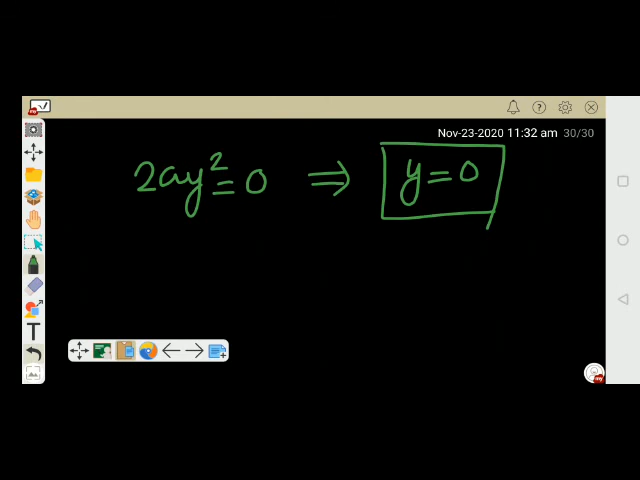 Nov-23-2020 11:32 am 30/30
2ay² = 0 ⇒ y = 0
T